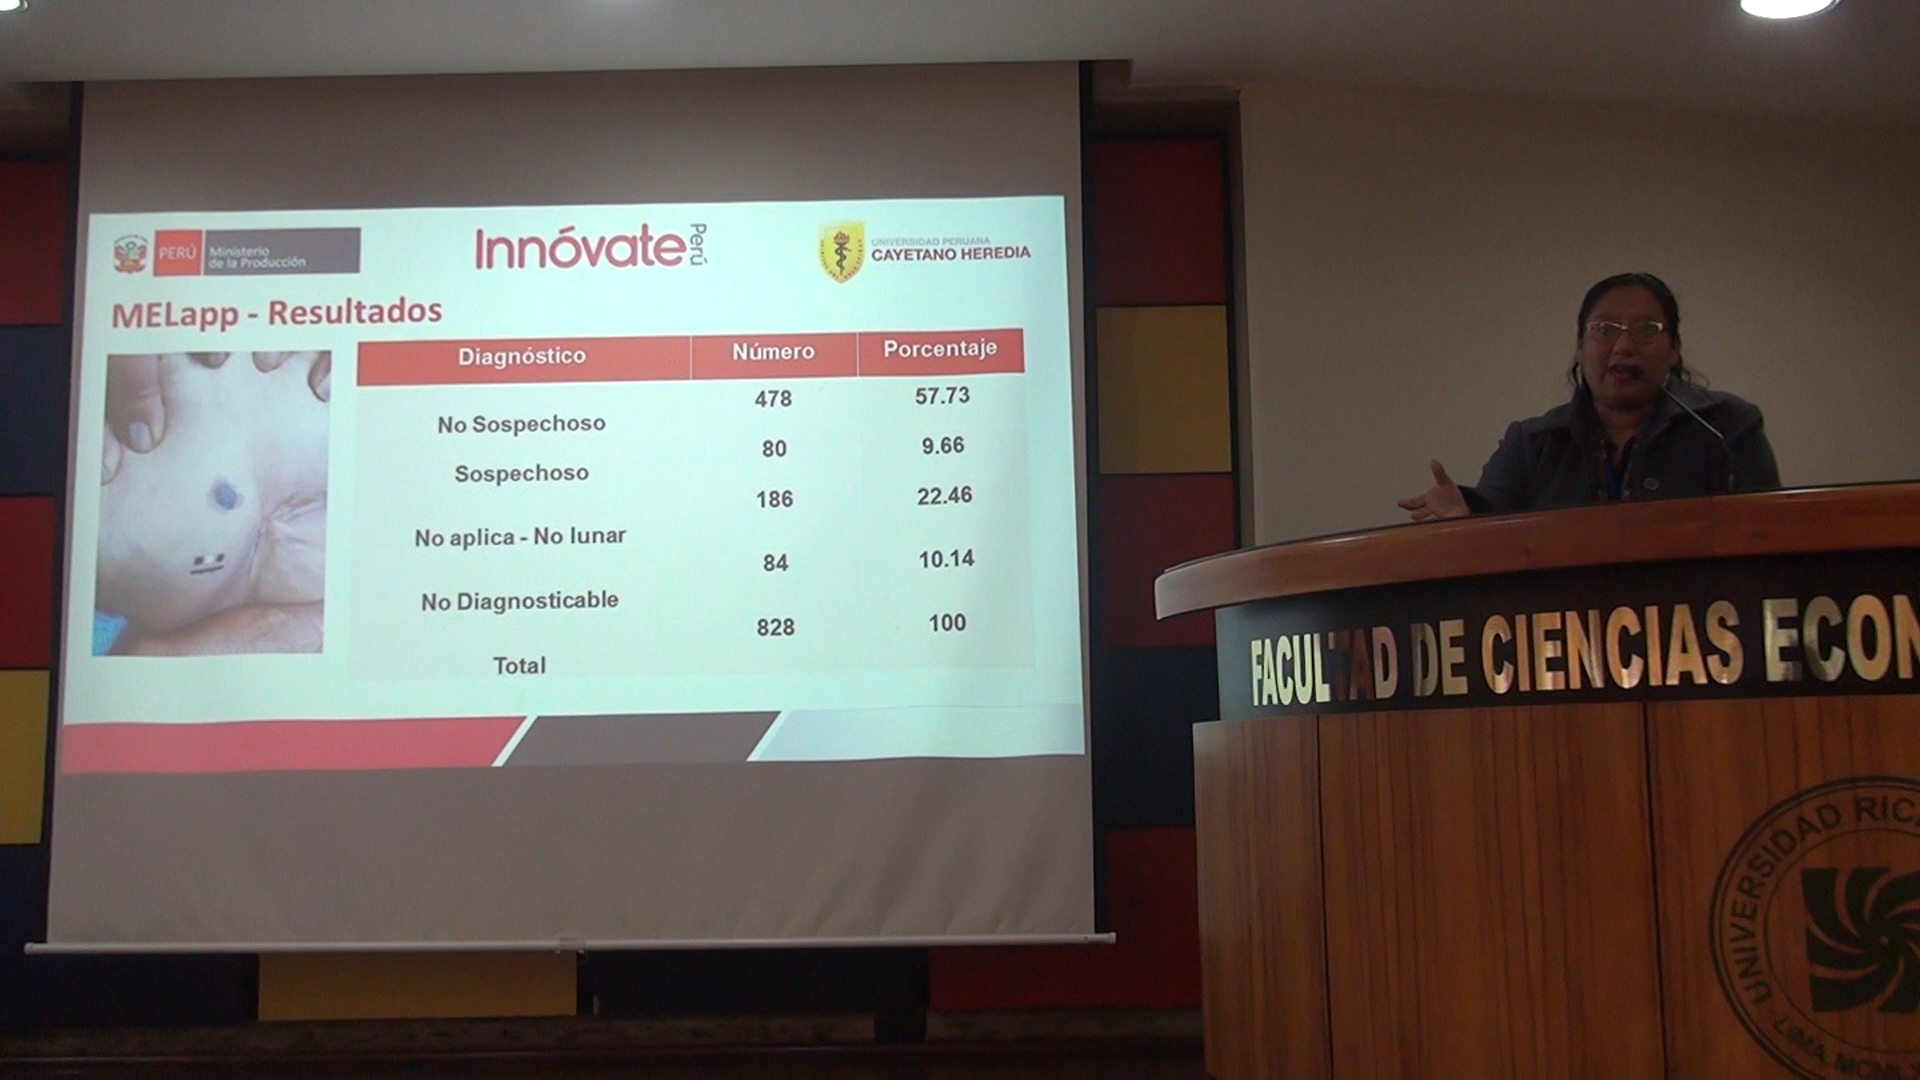 PERÚ
Ministerio
de la Producción
Innóvate
Perú
UNIVERSIDAD PERUANA
CAYETANO HEREDIA
MELapp - Resultados
Diagnóstico Número Porcentaje
No Sospechoso 478 57.73
Sospechoso 80 9.66
No aplica - No lunar 186 22.46
No Diagnosticable 84 10.14
Total 828 100
FACULTAD DE CIENCIAS ECON
UNIVERSIDAD RIC
LIMA